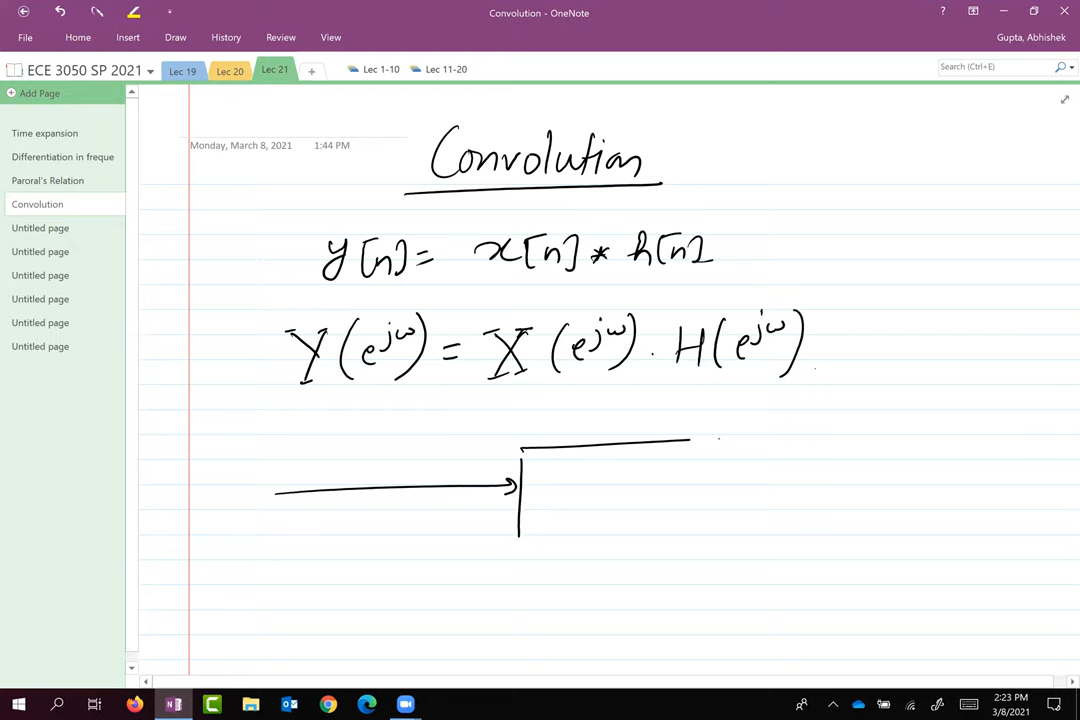 Convolution - OneNote
?
File Home Insert Draw History Review View
Gupta, Abhishek
ECE 3050 SP 2021
Lec 19
Lec 20
Lec 21
+
Lec 1-10
Lec 11-20
Search (Ctrl+E)
Add Page
Time expansion
Differentiation in freque
Paroral's Relation
Convolution
Untitled page
Untitled page
Untitled page
Untitled page
Untitled page
Untitled page
Monday, March 8, 2021 1:44 PM
Convolution
y[n] = x[n] * h[n]
Y(e^{jω}) = X(e^{jω}) . H(e^{jω})
2:23 PM
3/8/2021